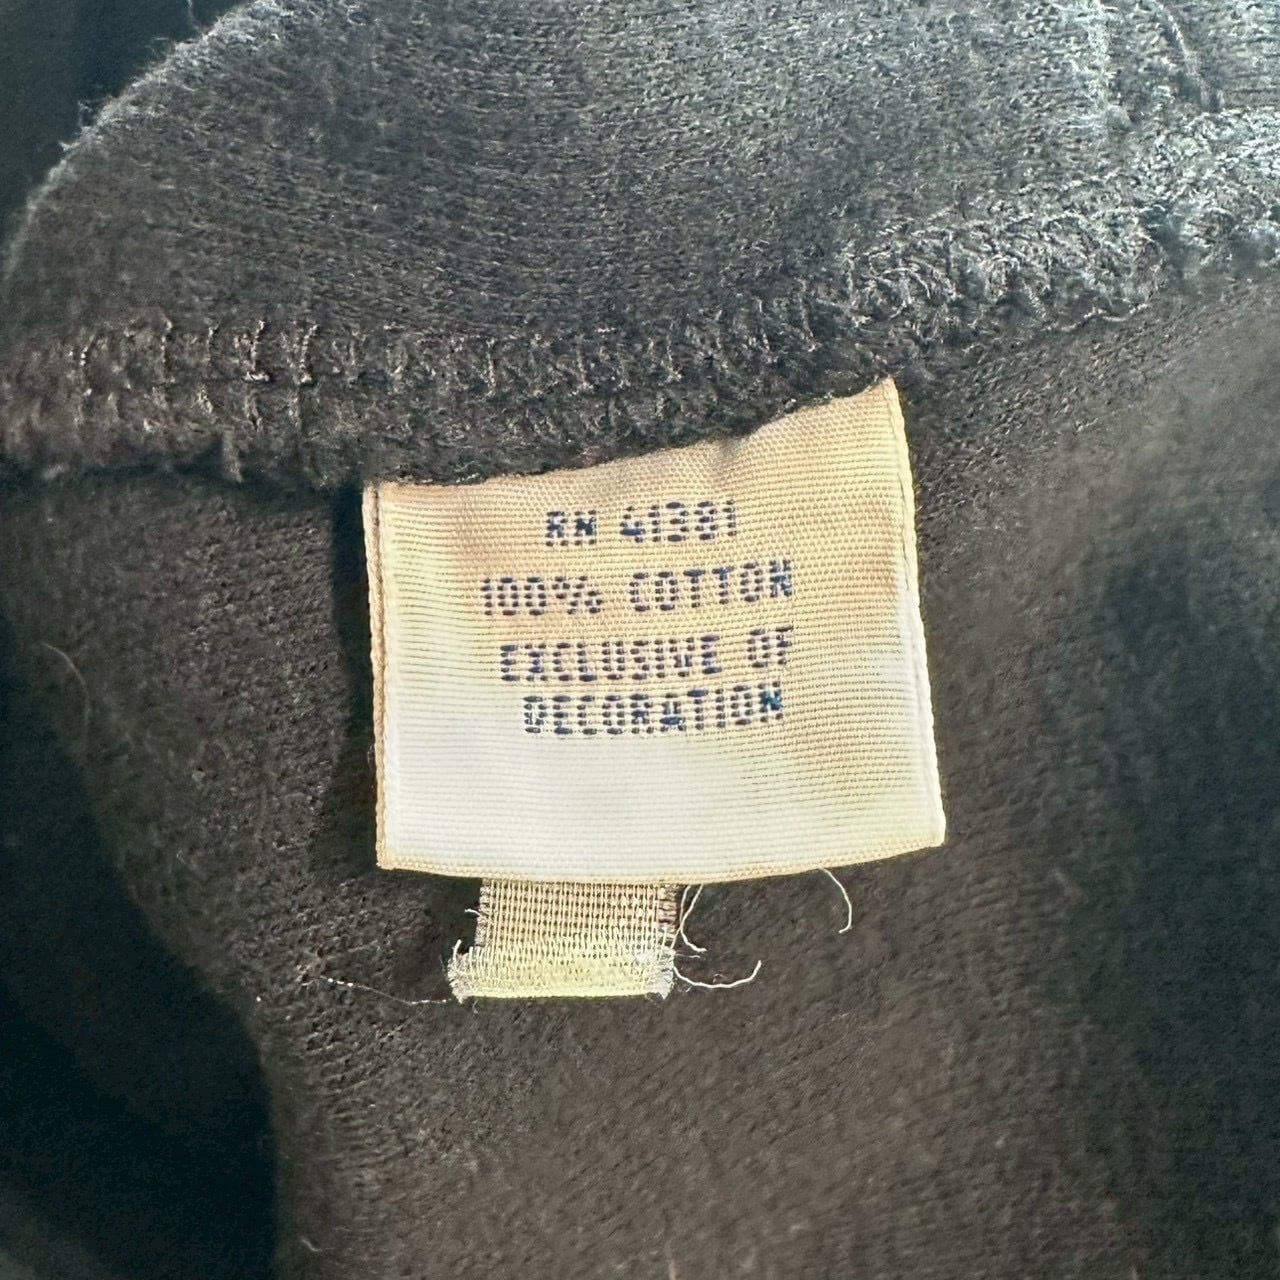 RN 41381
100% COTTON
EXCLUSIVE OF
DECORATION